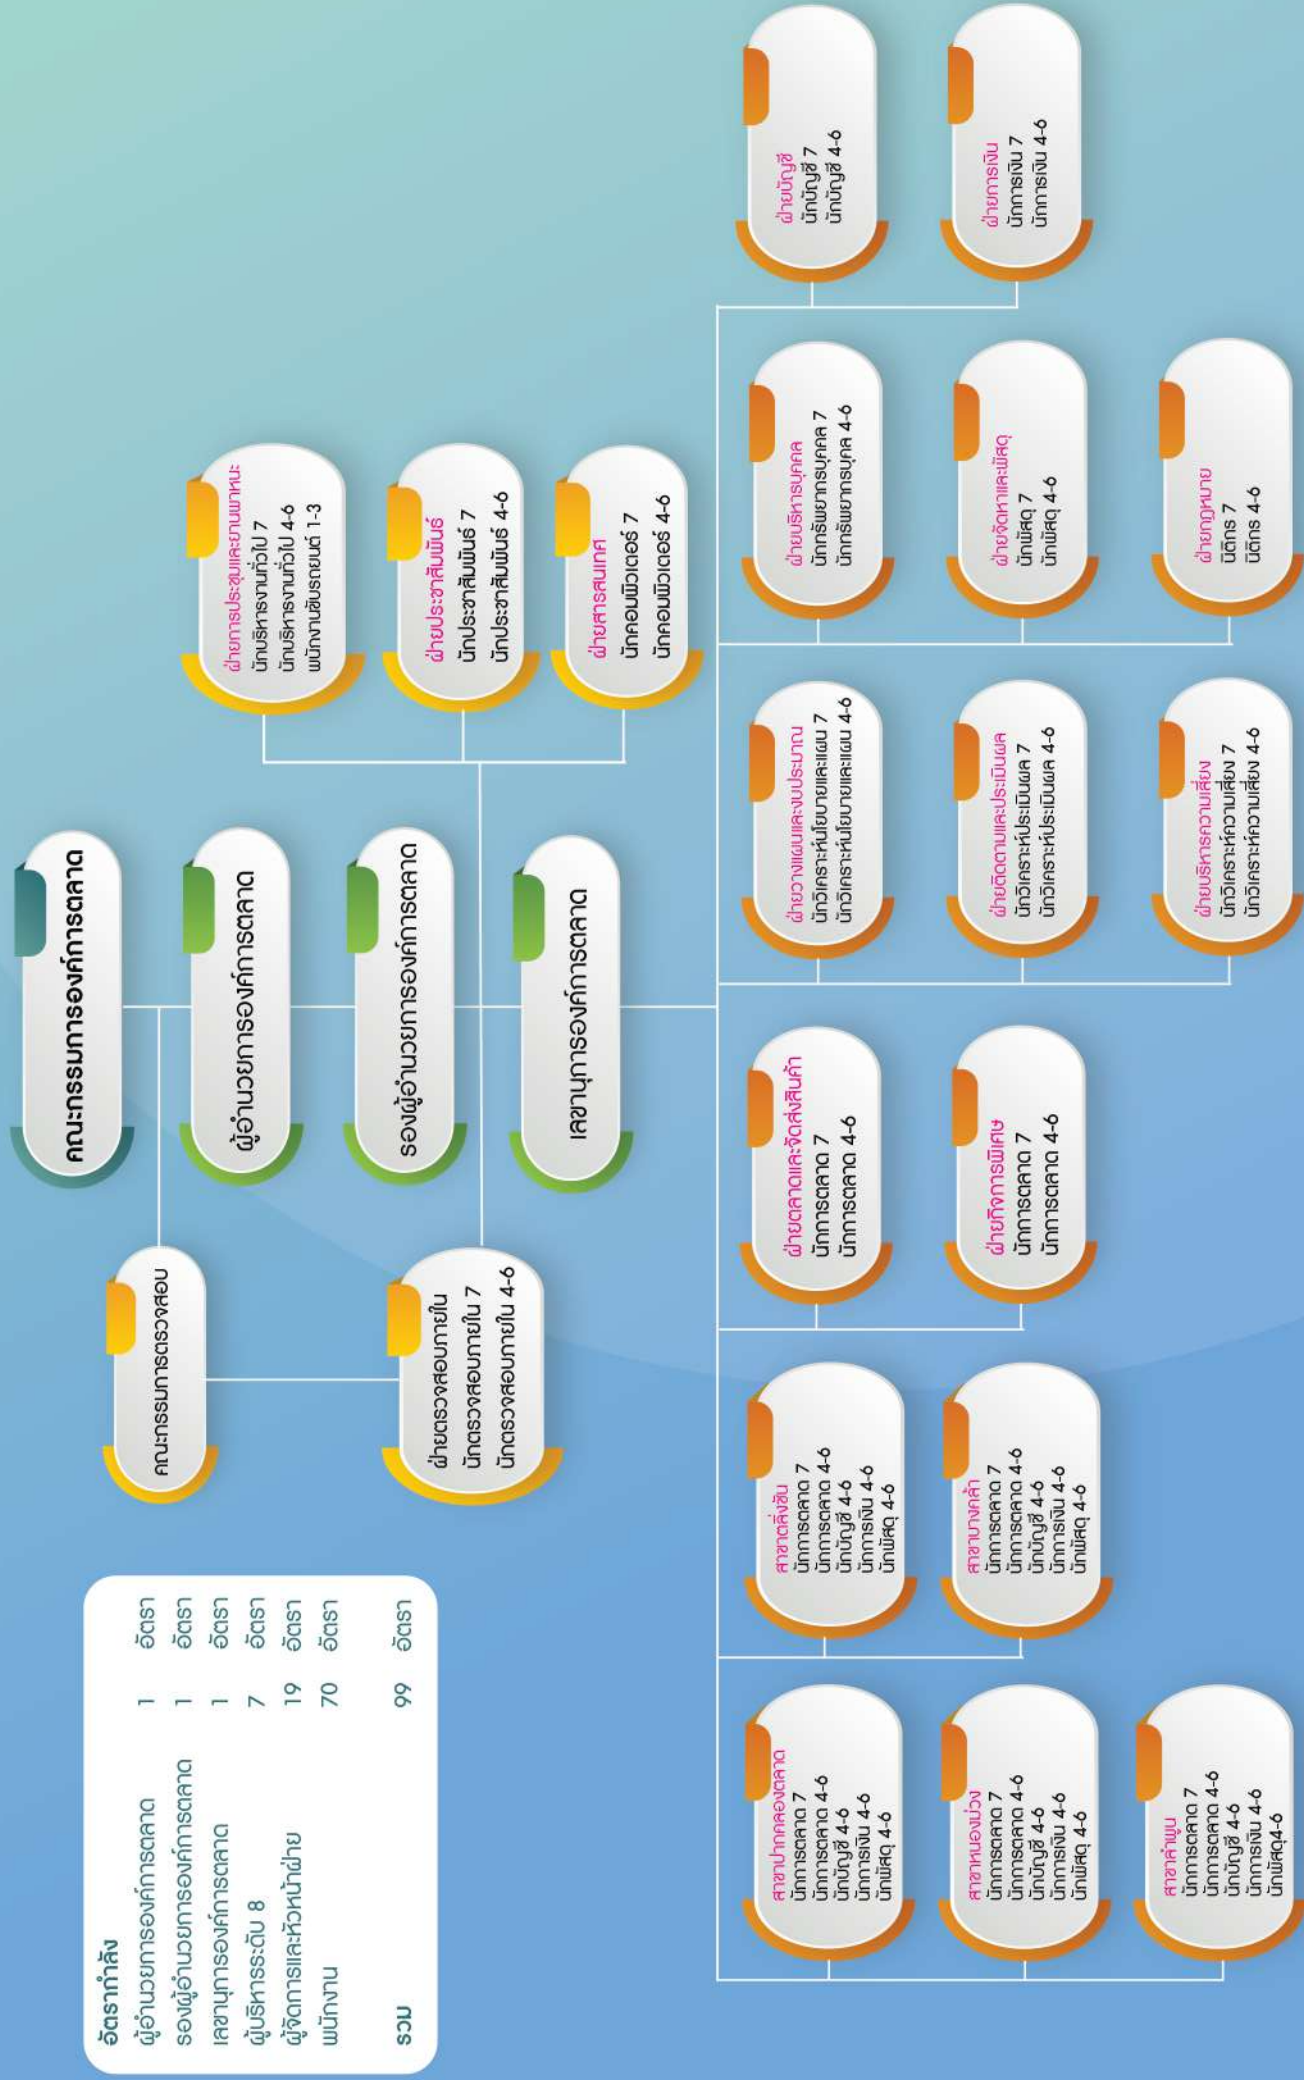 คณะกรรมการองค์การตลาด
ผู้อำนวยการองค์การตลาด
รองผู้อำนวยการองค์การตลาด
เลขานุการองค์การตลาด
คณะกรรมการตรวจสอบ
ฝ่ายตรวจสอบภายใน
นักตรวจสอบภายใน 7
นักตรวจสอบภายใน 4-6
ฝ่ายการประชุมและยานพาหนะ
นักบริหารงานทั่วไป 7
นักบริหารงานทั่วไป 4-6
พนักงานขับรถยนต์ 1-3
ฝ่ายประชาสัมพันธ์
นักประชาสัมพันธ์ 7
นักประชาสัมพันธ์ 4-6
ฝ่ายสารสนเทศ
นักคอมพิวเตอร์ 7
นักคอมพิวเตอร์ 4-6
อัตรากำลัง
ผู้อำนวยการองค์การตลาด 1 อัตรา
รองผู้อำนวยการองค์การตลาด 1 อัตรา
เลขานุการองค์การตลาด 1 อัตรา
ผู้บริหารระดับ 8 7 อัตรา
ผู้จัดการและหัวหน้าฝ่าย 19 อัตรา
พนักงาน 70 อัตรา
รวม 99 อัตรา
สาขาปากคลองตลาด
นักการตลาด 7
นักการตลาด 4-6
นักบัญชี 4-6
นักการเงิน 4-6
นักพัสดุ 4-6
สาขาหนองม่วง
นักการตลาด 7
นักการตลาด 4-6
นักบัญชี 4-6
นักการเงิน 4-6
นักพัสดุ 4-6
สาขาลำพูน
นักการตลาด 7
นักการตลาด 4-6
นักบัญชี 4-6
นักการเงิน 4-6
นักพัสดุ4-6
สาขาตลิ่งชัน
นักการตลาด 7
นักการตลาด 4-6
นักบัญชี 4-6
นักการเงิน 4-6
นักพัสดุ 4-6
สาขาบางคล้า
นักการตลาด 7
นักการตลาด 4-6
นักบัญชี 4-6
นักการเงิน 4-6
นักพัสดุ 4-6
ฝ่ายตลาดและจัดส่งสินค้า
นักการตลาด 7
นักการตลาด 4-6
ฝ่ายกิจการพิเศษ
นักการตลาด 7
นักการตลาด 4-6
ฝ่ายวางแผนและงบประมาณ
นักวิเคราะห์นโยบายและแผน 7
นักวิเคราะห์นโยบายและแผน 4-6
ฝ่ายติดตามและประเมินผล
นักวิเคราะห์ประเมินผล 7
นักวิเคราะห์ประเมินผล 4-6
ฝ่ายบริหารความเสี่ยง
นักวิเคราะห์ความเสี่ยง 7
นักวิเคราะห์ความเสี่ยง 4-6
ฝ่ายบริหารบุคคล
นักทรัพยากรบุคคล 7
นักทรัพยากรบุคล 4-6
ฝ่ายจัดหาและพัสดุ
นักพัสดุ 7
นักพัสดุ 4-6
ฝ่ายกฎหมาย
นิติกร 7
นิติกร 4-6
ฝ่ายบัญชี
นักบัญชี 7
นักบัญชี 4-6
ฝ่ายการเงิน
นักการเงิน 7
นักการเงิน 4-6